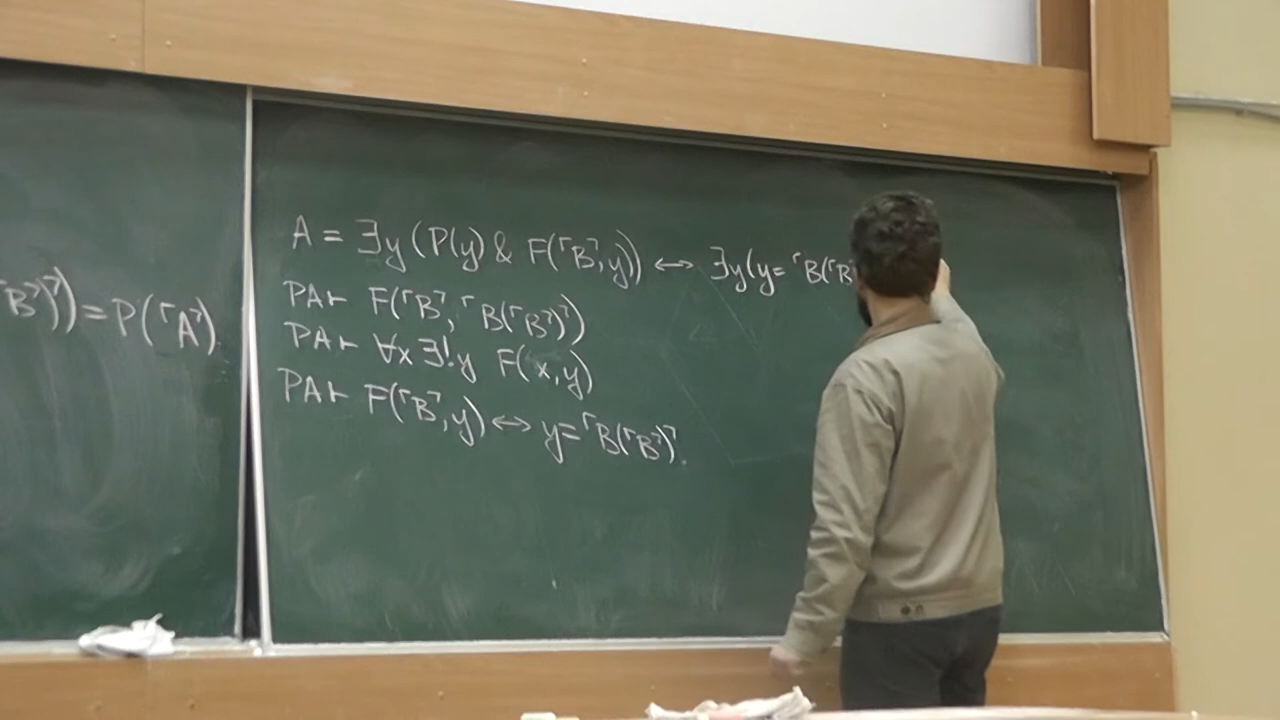 ⌜B⌝)⌝)=P(⌜A⌝).
A = ∃y (P(y) & F(⌜B⌝,y)) ↔ ∃y(y=⌜B(⌜B
PA ⊢ F(⌜B⌝, ⌜B(⌜B⌝)⌝)
PA ⊢ ∀x ∃!y F(x,y)
PA ⊢ F(⌜B⌝,y) ↔ y=⌜B(⌜B⌝)⌝.